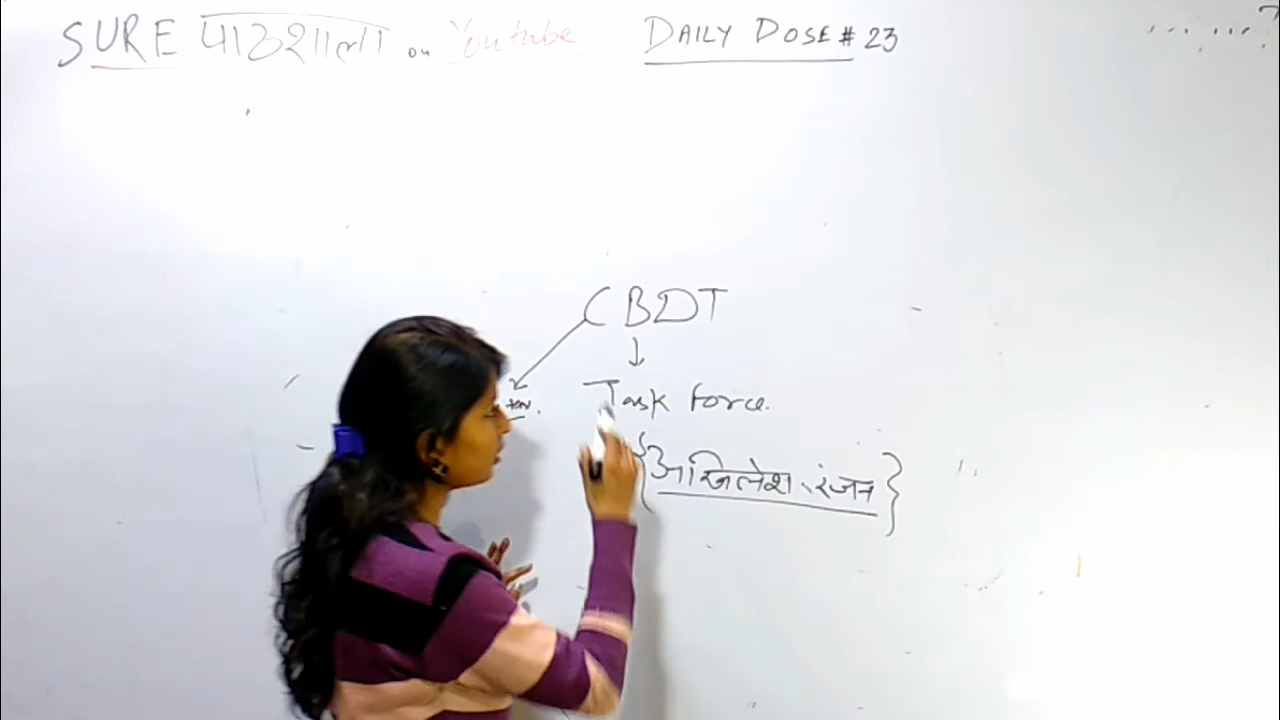 SURE पाठशाला on Youtube DAILY DOSE # 23
CBDT
Task force.
{अखिलेश रंजन}